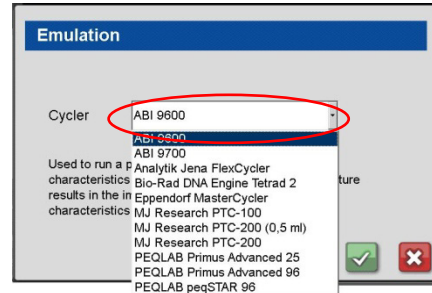 Emulation
Cycler ABI 9600
ABI 9600
ABI 9700
Analytik Jena FlexCycler
Bio-Rad DNA Engine Tetrad 2
Eppendorf MasterCycler
MJ Research PTC-100
MJ Research PTC-200 (0,5 ml)
MJ Research PTC-200
PEQLAB Primus Advanced 25
PEQLAB Primus Advanced 96
PEQLAB peqSTAR 96
Used to run a
characteristics
results in the
characteristics